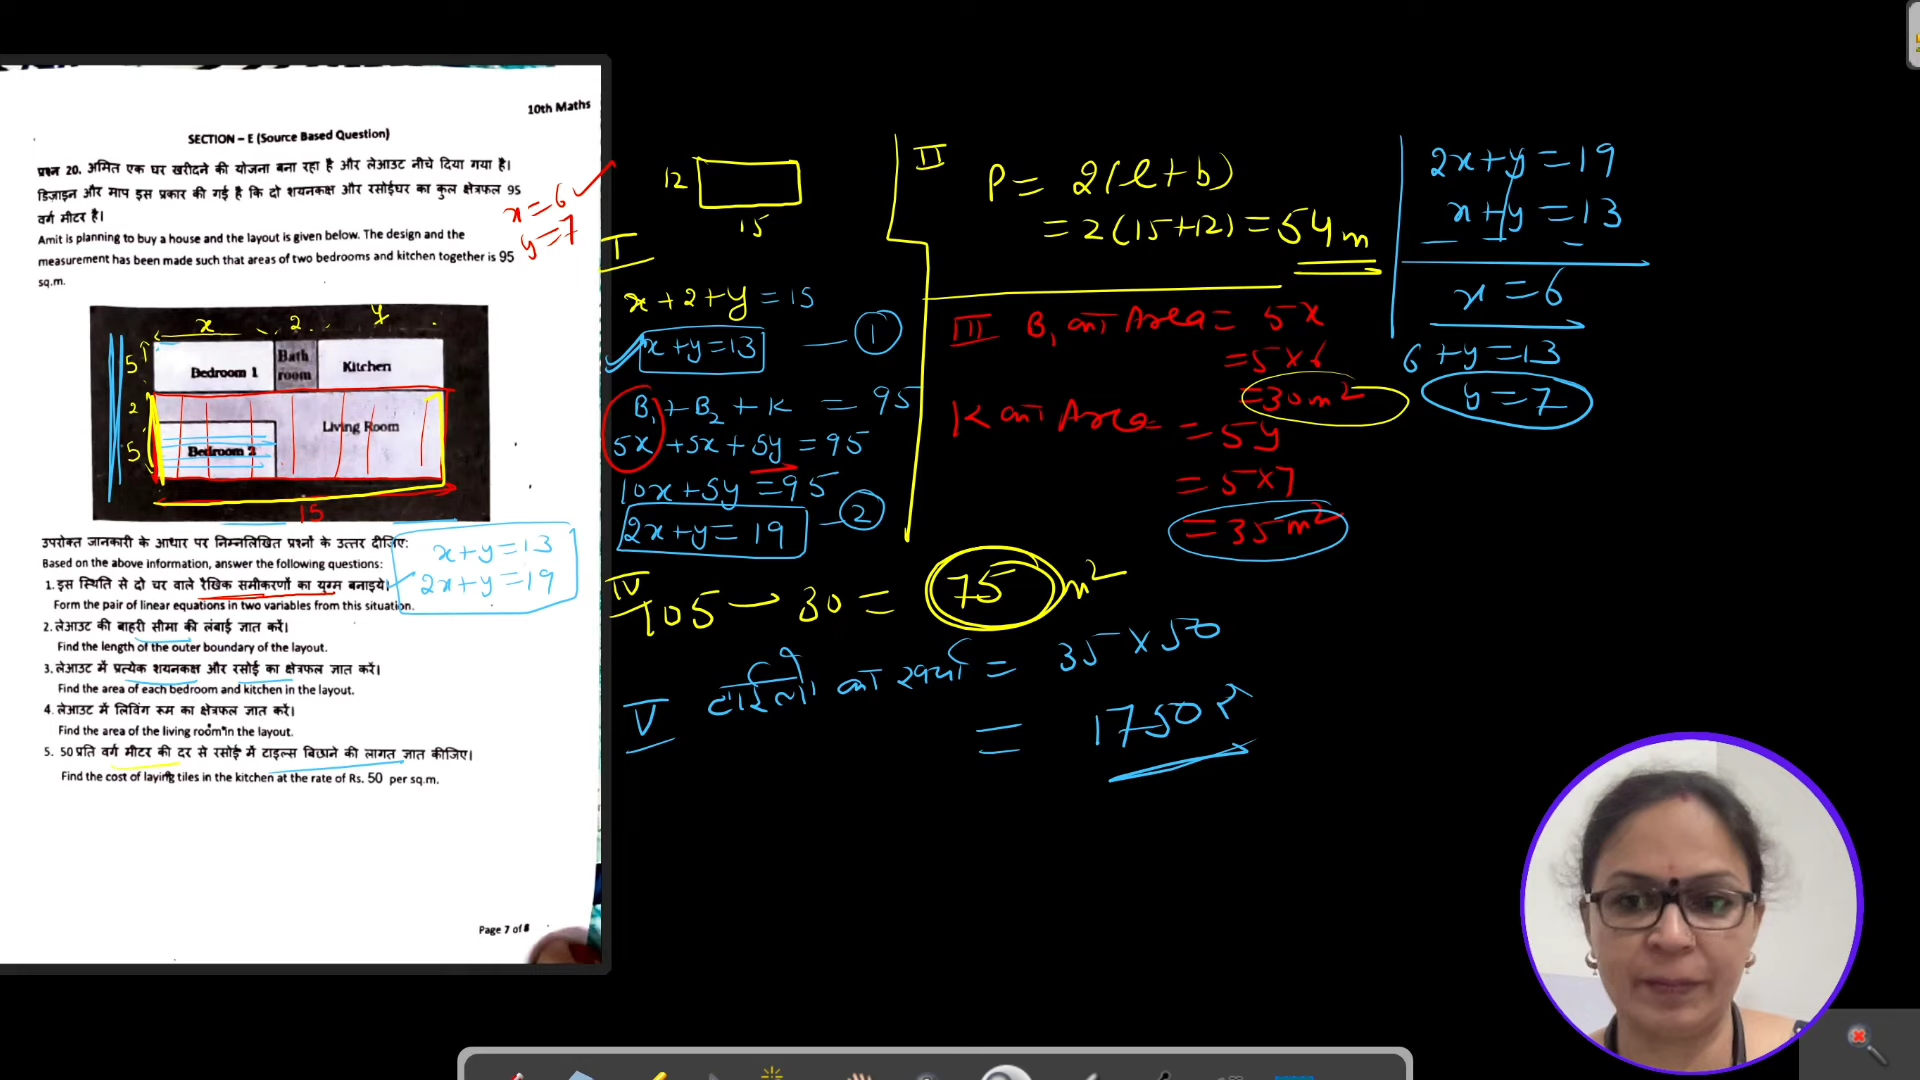 10th Maths
SECTION – E (Source Based Question)
प्रश्न 20. अमित एक घर खरीदने की योजना बना रहा है और लेआउट नीचे दिया गया है।
डिज़ाइन और माप इस प्रकार की गई है कि दो शयनकक्ष और रसोईघर का कुल क्षेत्रफल 95
वर्ग मीटर है।
Amit is planning to buy a house and the layout is given below. The design and the
measurement has been made such that areas of two bedrooms and kitchen together is 95
sq.m.
x = 6
y = 7
x 2 y
5
2
5
Bedroom 1
Bath
room
Kitchen
Living Room
Bedroom 2
15
उपरोक्त जानकारी के आधार पर निम्नलिखित प्रश्नों के उत्तर दीजिए:
Based on the above information, answer the following questions:
1. इस स्थिति से दो चर वाले रैखिक समीकरणों का युग्म बनाइये।
Form the pair of linear equations in two variables from this situation.
x + y = 13
2x + y = 19
2. लेआउट की बाहरी सीमा की लंबाई ज्ञात करें।
Find the length of the outer boundary of the layout.
3. लेआउट में प्रत्येक शयनकक्ष और रसोई का क्षेत्रफल ज्ञात करें।
Find the area of each bedroom and kitchen in the layout.
4. लेआउट में लिविंग रूम का क्षेत्रफल ज्ञात करें।
Find the area of the living room in the layout.
5. 50 प्रति वर्ग मीटर की दर से रसोई में टाइल्स बिछाने की लागत ज्ञात कीजिए।
Find the cost of laying tiles in the kitchen at the rate of Rs. 50 per sq.m.
Page 7 of 8
12
15
I
x + 2 + y = 15
x + y = 13 — 1
B₁ + B₂ + K = 95
5x + 5x + 5y = 95
10x + 5y = 95
2x + y = 19 — 2
II P = 2(l + b)
= 2(15 + 12) = 54 m
III B₁ का Area = 5x
= 5 × 6
= 30 m²
K का Area = 5y
= 5 × 7
= 35 m²
2x + y = 19
x + y = 13
— — —
x = 6
6 + y = 13
y = 7
IV
105 – 30 = 75 m²
V का खर्चा = 35 × 50
= 1750 ₹